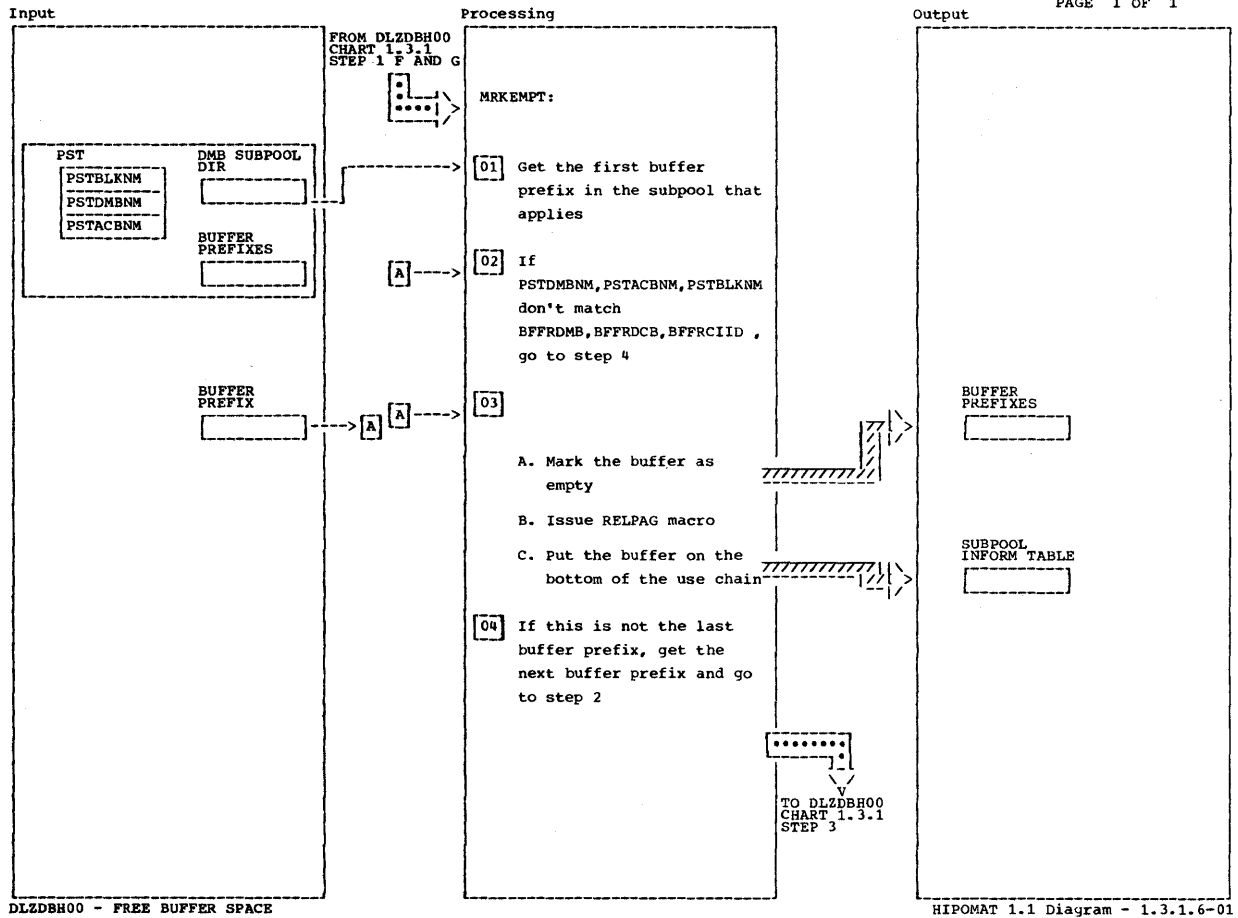 PAGE 1 OF 1
Input
Processing
Output
FROM DLZDBH00
CHART 1.3.1
STEP 1 F AND G
MRKEMPT:
PST
PSTBLKNM
PSTDMBNM
PSTACBNM
DMB SUBPOOL
DIR
BUFFER
PREFIXES
01 Get the first buffer
prefix in the subpool that
applies
A
02 If
PSTDMBNM,PSTACBNM,PSTBLKNM
don't match
BFFRDMB,BFFRDCB,BFFRCIID ,
go to step 4
BUFFER
PREFIX
A
A
03
A. Mark the buffer as
empty
B. Issue RELPAG macro
C. Put the buffer on the
bottom of the use chain
BUFFER
PREFIXES
SUBPOOL
INFORM TABLE
04 If this is not the last
buffer prefix, get the
next buffer prefix and go
to step 2
TO DLZDBH00
CHART 1.3.1
STEP 3
DLZDBH00 - FREE BUFFER SPACE
HIPOMAT 1.1 Diagram - 1.3.1.6-01